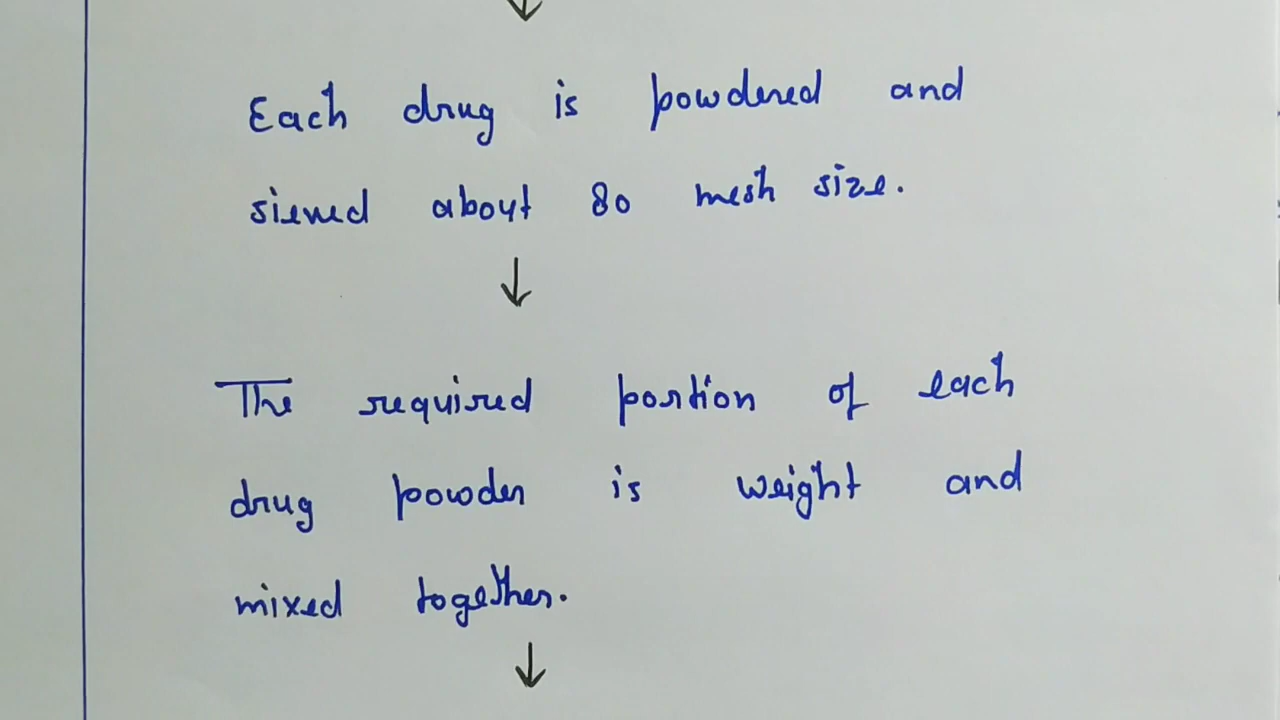 ↓
Each drug is powdered and
sieved about 80 mesh size.
↓
The required portion of each
drug powder is weight and
mixed together.
↓